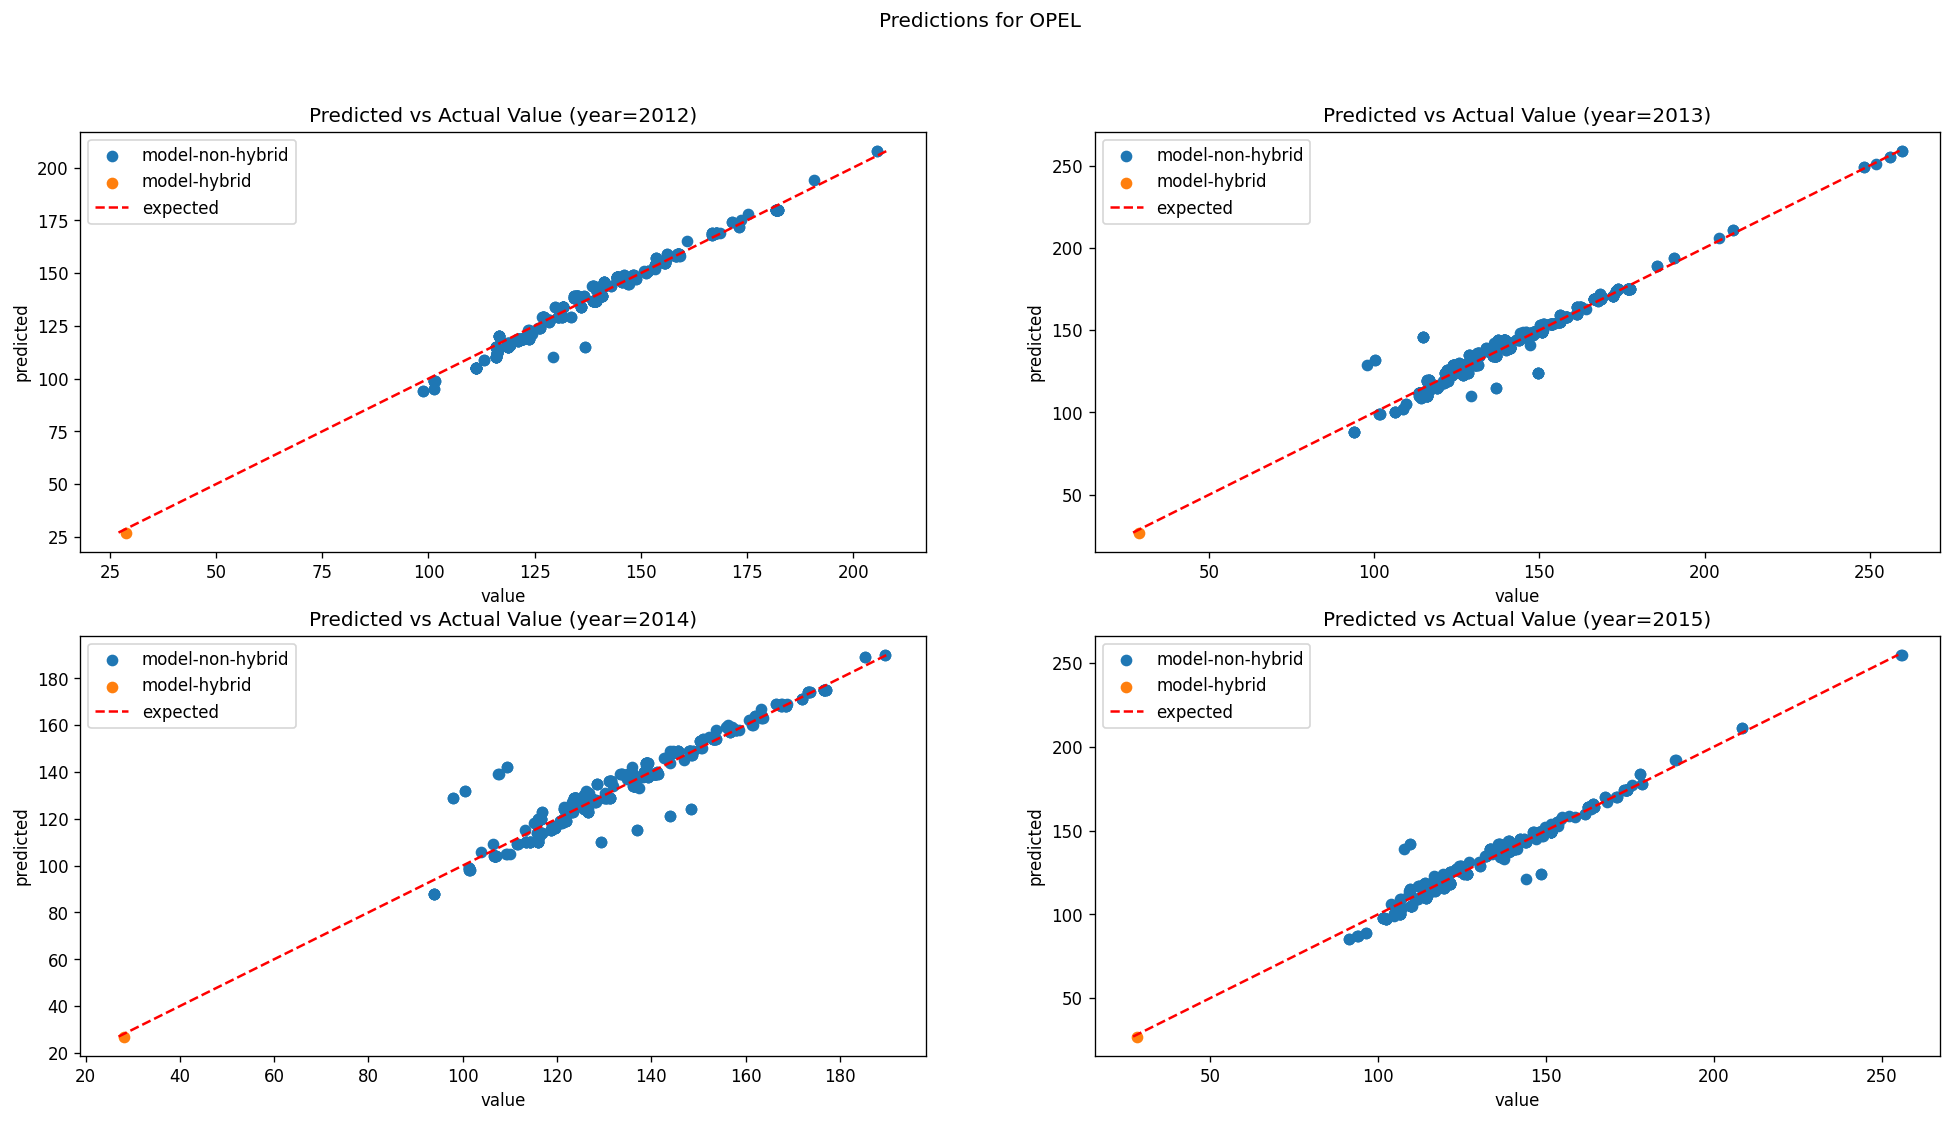 Predictions for OPEL
Predicted vs Actual Value (year=2012)
model-non-hybrid
model-hybrid
expected
predicted
200
175
150
125
100
75
50
25
25 50 75 100 125 150 175 200
value
Predicted vs Actual Value (year=2013)
model-non-hybrid
model-hybrid
expected
predicted
250
200
150
100
50
50 100 150 200 250
value
Predicted vs Actual Value (year=2014)
model-non-hybrid
model-hybrid
expected
predicted
180
160
140
120
100
80
60
40
20
20 40 60 80 100 120 140 160 180
value
Predicted vs Actual Value (year=2015)
model-non-hybrid
model-hybrid
expected
predicted
250
200
150
100
50
50 100 150 200 250
value